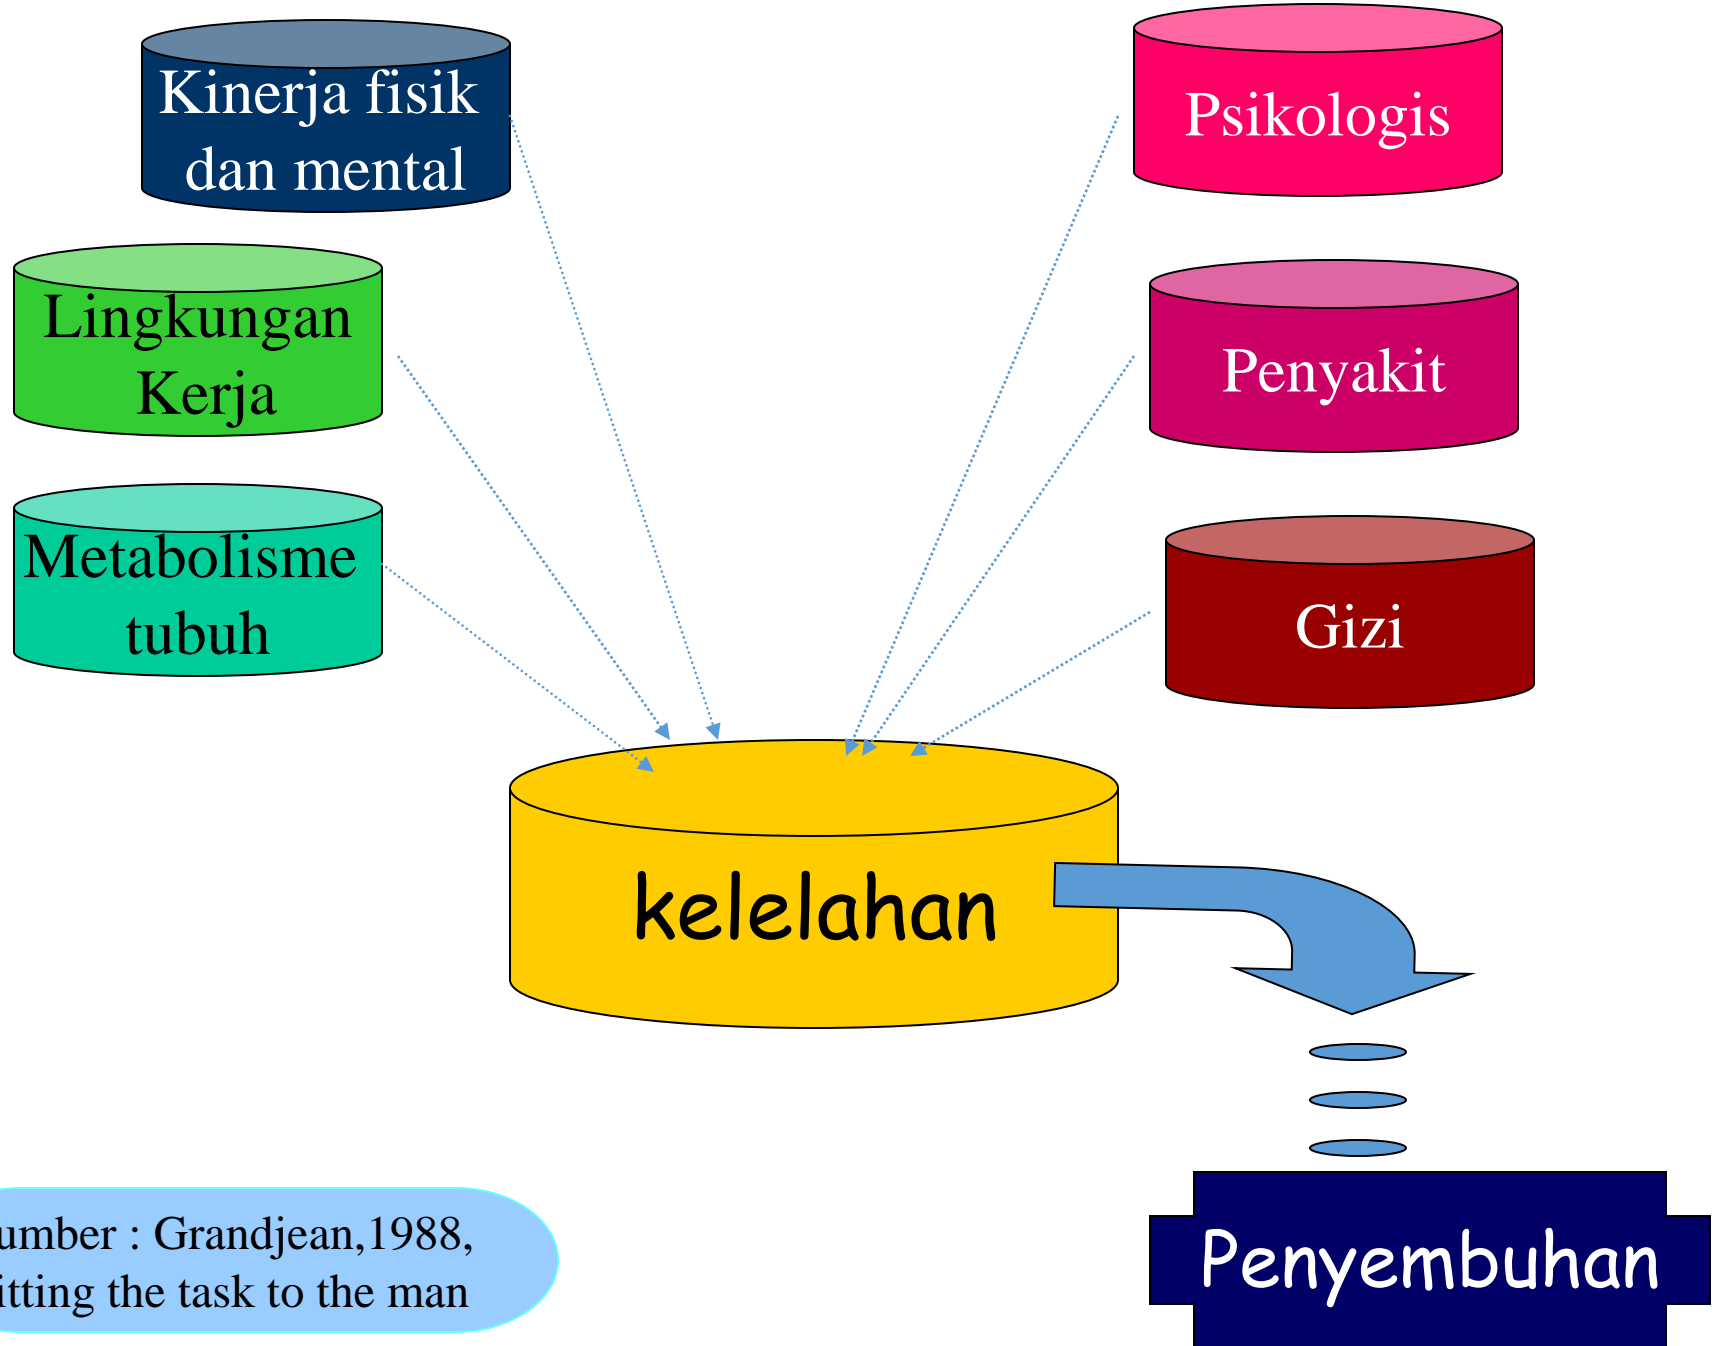 Kinerja fisik
dan mental
Psikologis
Lingkungan
Kerja
Penyakit
Metabolisme
tubuh
Gizi
kelelahan
umber : Grandjean,1988,
itting the task to the man
Penyembuhan